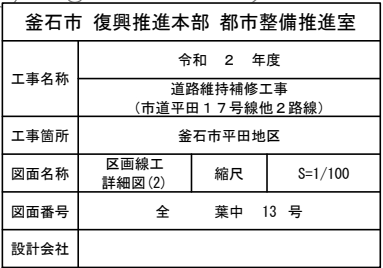 釜石市 復興推進本部 都市整備推進室
工事名称
令和 2 年度
道路維持補修工事
(市道平田17号線他2路線)
工事箇所
釜石市平田地区
図面名称
区画線工
詳細図(2)
縮尺
S=1/100
図面番号
全 葉中 13 号
設計会社